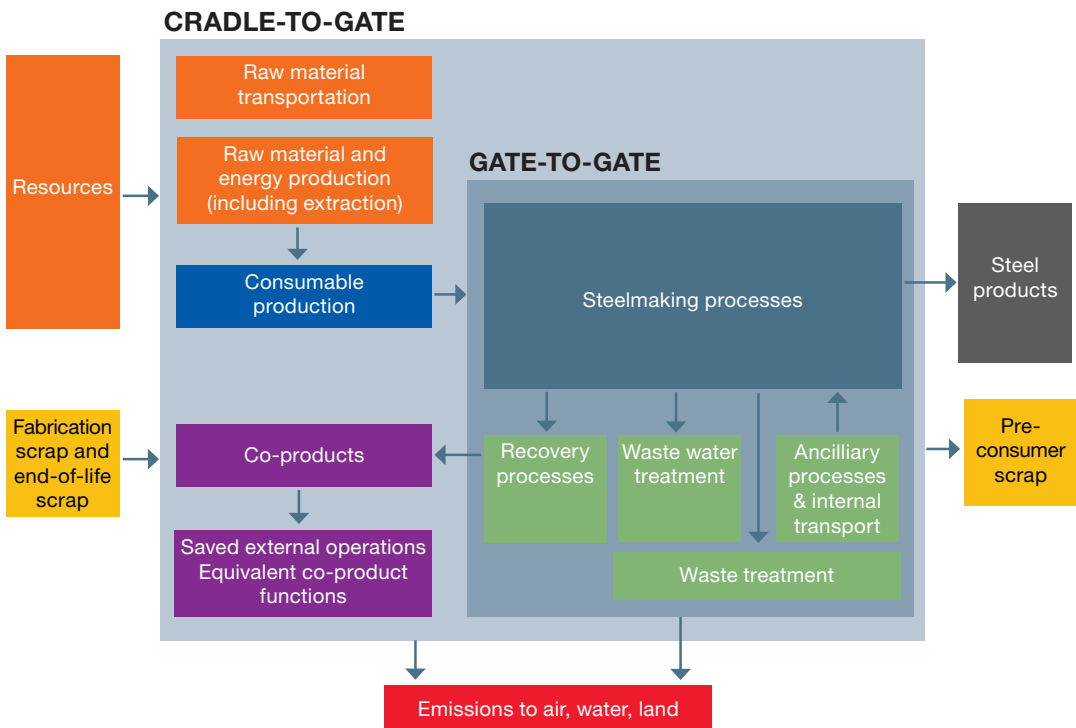 CRADLE-TO-GATE
Raw material
transportation
Resources
Raw material and
energy production
(including extraction)
GATE-TO-GATE
Consumable
production
Steelmaking processes
Steel
products
Fabrication
scrap and
end-of-life
scrap
Co-products
Recovery
processes
Waste water
treatment
Ancilliary
processes
& internal
transport
Pre-
consumer
scrap
Saved external operations
Equivalent co-product
functions
Waste treatment
Emissions to air, water, land